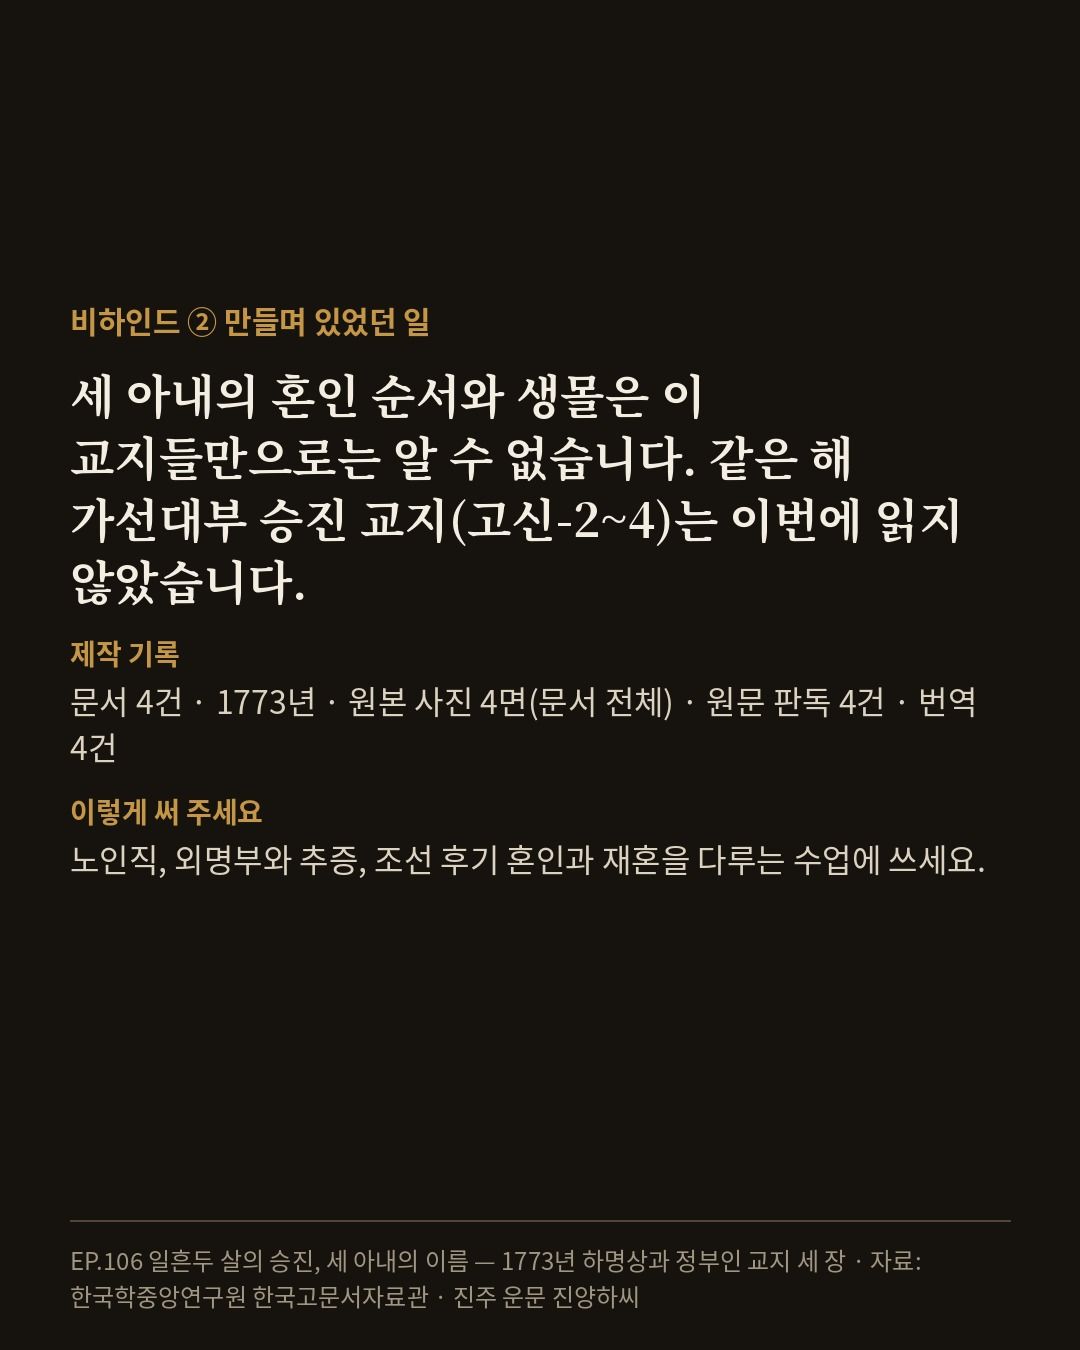 비하인드 ② 만들며 있었던 일
세 아내의 혼인 순서와 생몰은 이
교지들만으로는 알 수 없습니다. 같은 해
가선대부 승진 교지(고신-2~4)는 이번에 읽지
않았습니다.
제작 기록
문서 4건 · 1773년 · 원본 사진 4면(문서 전체) · 원문 판독 4건 · 번역
4건
이렇게 써 주세요
노인직, 외명부와 추증, 조선 후기 혼인과 재혼을 다루는 수업에 쓰세요.
EP.106 일흔두 살의 승진, 세 아내의 이름 — 1773년 하명상과 정부인 교지 세 장 · 자료:
한국학중앙연구원 한국고문서자료관 · 진주 운문 진양하씨